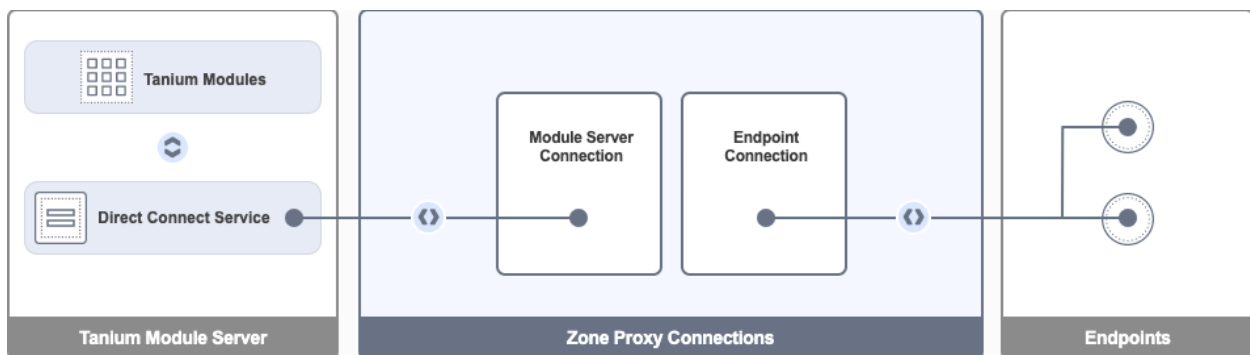 Tanium Modules
Direct Connect Service
Module Server
Connection
Endpoint
Connection
Tanium Module Server
Zone Proxy Connections
Endpoints